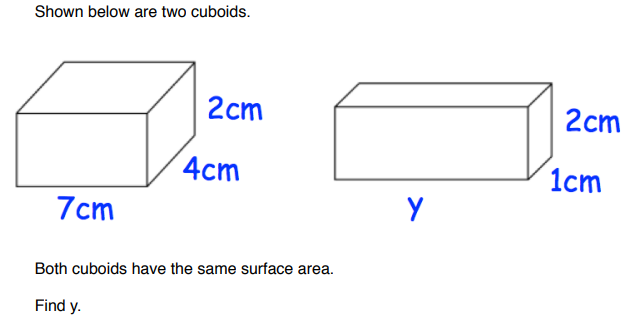 Shown below are two cuboids.
2cm
4cm
7cm
2cm
1cm
y
Both cuboids have the same surface area.
Find y.